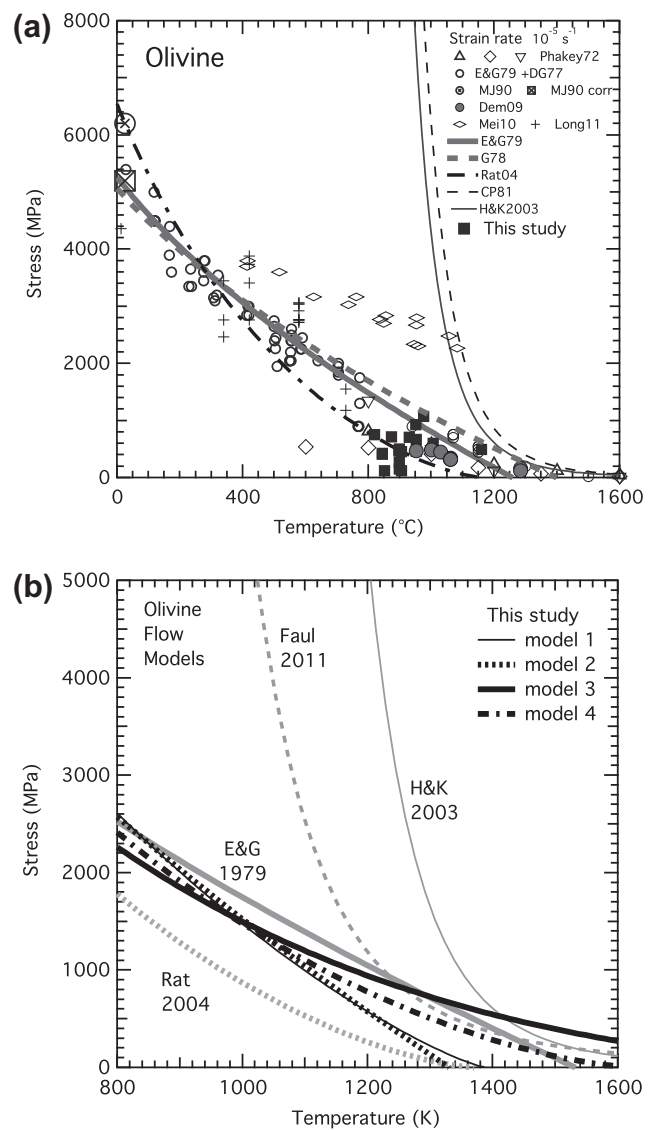 (a)
8000
6000
4000
2000
0
Stress (MPa)
Olivine
Strain rate 10⁻⁵ s⁻¹
Phakey72
E&G79 +DG77
MJ90 MJ90 corr
Dem09
Mei10 Long11
E&G79
G78
Rat04
CP81
H&K2003
This study
0 400 800 1200 1600
Temperature (°C)
(b)
5000
4000
3000
2000
1000
0
Stress (MPa)
Olivine
Flow
Models
Faul
2011
This study
model 1
model 2
model 3
model 4
H&K
2003
E&G
1979
Rat
2004
800 1000 1200 1400 1600
Temperature (K)